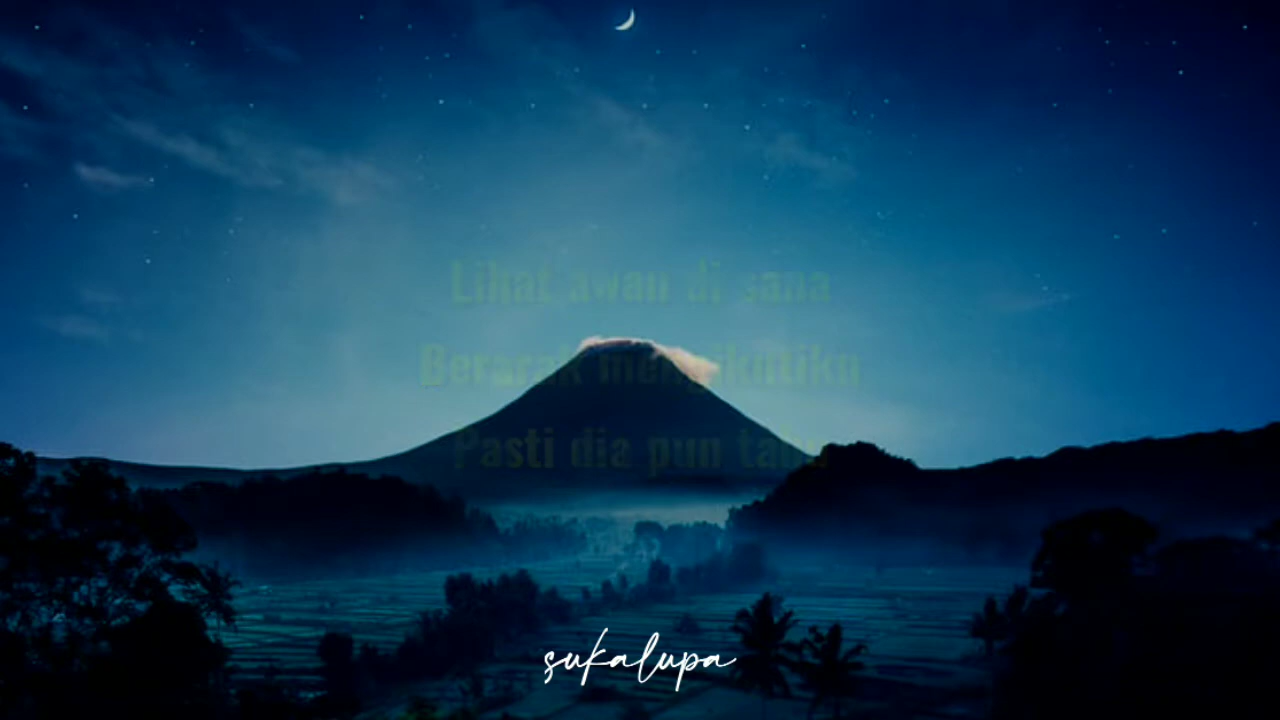 Lihat awan di sana
Berarak mengikutiku
Pasti dia pun tahu
sukalupa